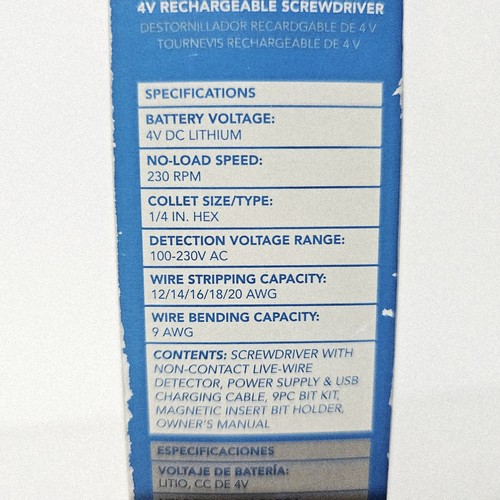 4V RECHARGEABLE SCREWDRIVER
DESTORNILLADOR RECARDGABLE DE 4 V
TOURNEVIS RECHARGEABLE DE 4 V
SPECIFICATIONS
BATTERY VOLTAGE:
4V DC LITHIUM
NO-LOAD SPEED:
230 RPM
COLLET SIZE/TYPE:
1/4 IN. HEX
DETECTION VOLTAGE RANGE:
100-230V AC
WIRE STRIPPING CAPACITY:
12/14/16/18/20 AWG
WIRE BENDING CAPACITY:
9 AWG
CONTENTS: SCREWDRIVER WITH
NON-CONTACT LIVE-WIRE
DETECTOR, POWER SUPPLY & USB
CHARGING CABLE, 9PC BIT KIT,
MAGNETIC INSERT BIT HOLDER,
OWNER'S MANUAL
ESPECIFICACIONES
VOLTAJE DE BATERÍA:
LITIO, CC DE 4V